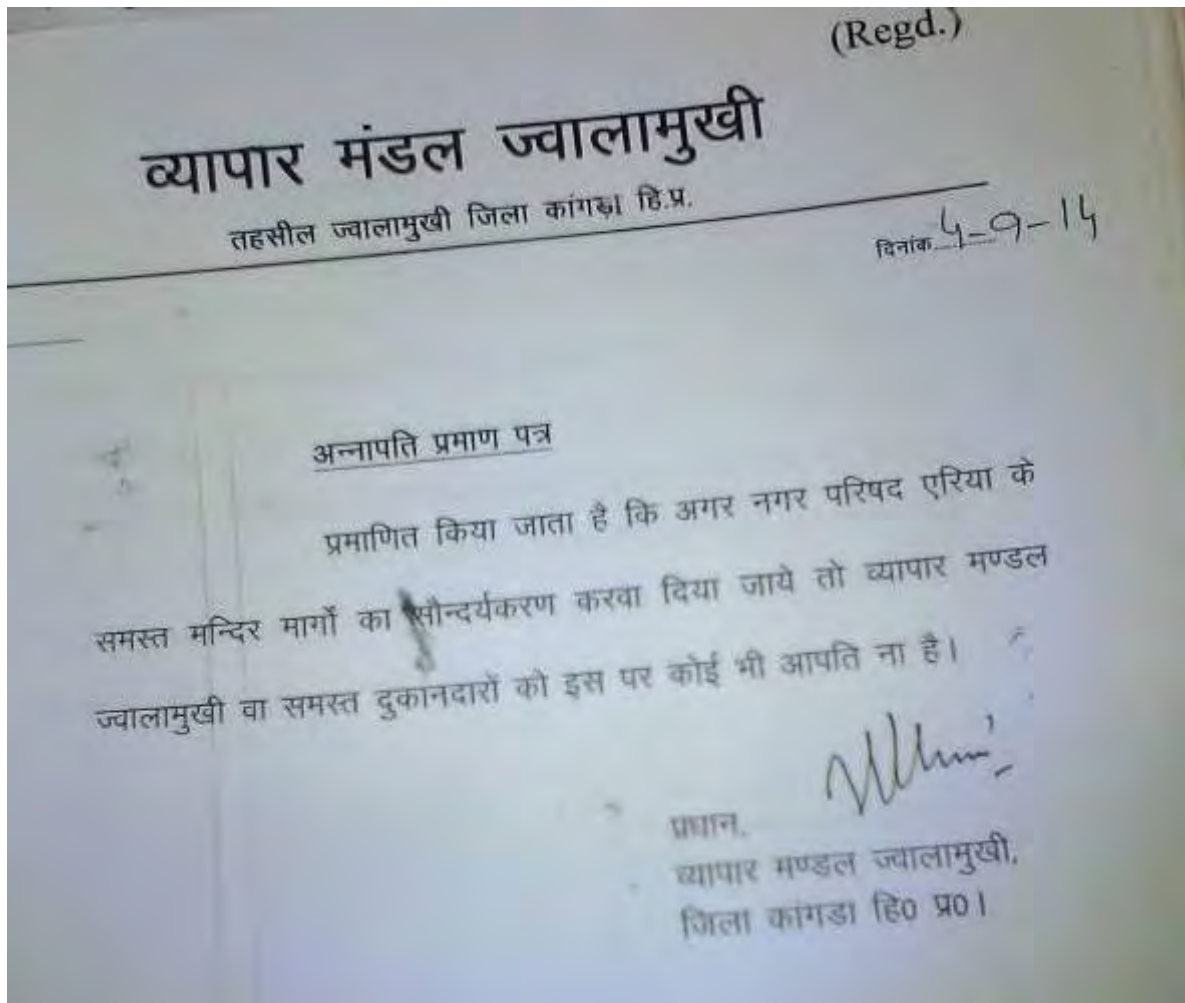 (Regd.)
व्यापार मंडल ज्वालामुखी
तहसील ज्वालामुखी जिला कांगड़ा हि.प्र.
दिनांक 4-9-14
अन्नापति प्रमाण पत्र
प्रमाणित किया जाता है कि अगर नगर परिषद एरिया के
समस्त मन्दिर मार्गों का सौन्दर्यकरण करवा दिया जाये तो व्यापार मण्डल
ज्वालामुखी वा समस्त दुकानदारों को इस पर कोई भी आपति ना है।
प्रधान,
व्यापार मण्डल ज्वालामुखी,
जिला कांगडा हि0 प्र0।